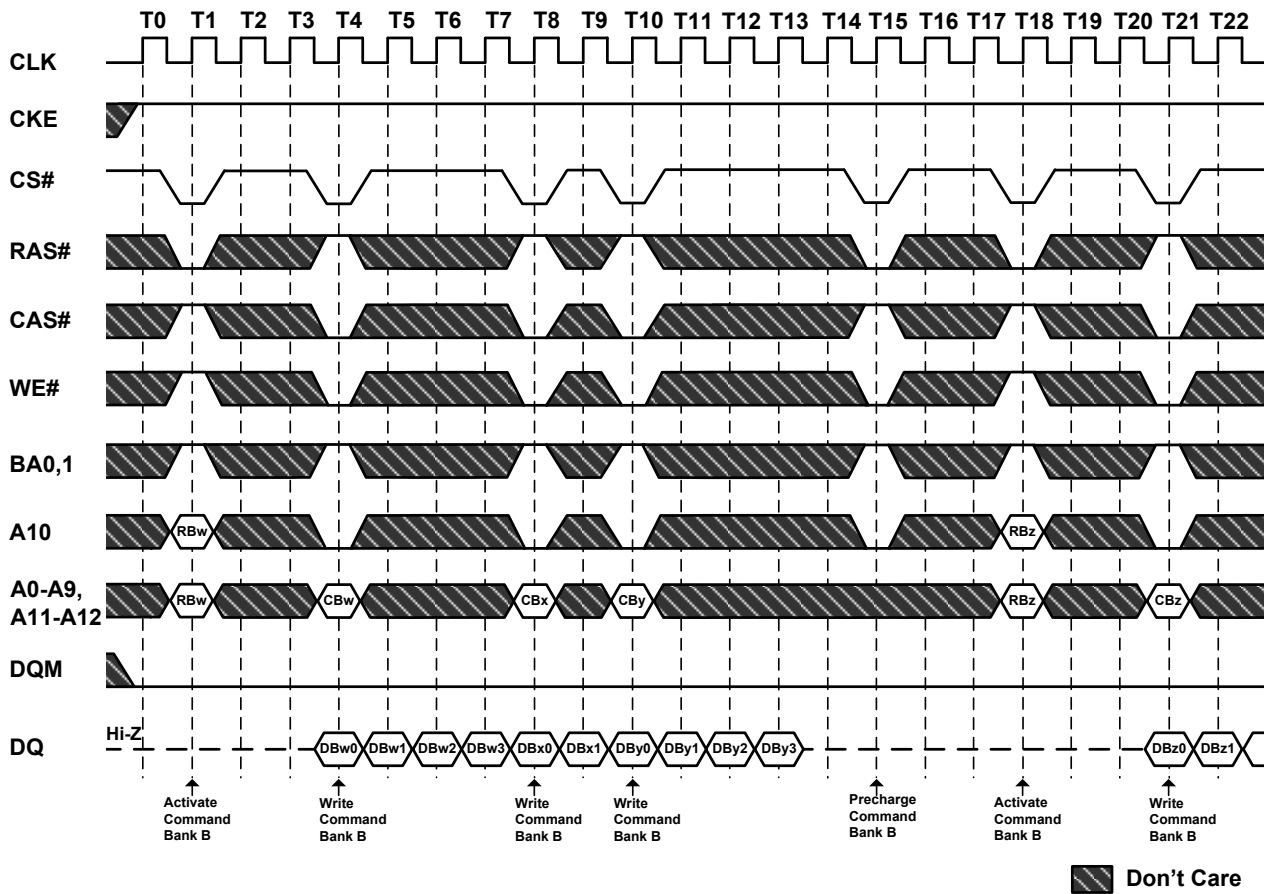 T0 T1 T2 T3 T4 T5 T6 T7 T8 T9 T10 T11 T12 T13 T14 T15 T16 T17 T18 T19 T20 T21 T22
CLK
CKE
CS#
RAS#
CAS#
WE#
BA0,1
A10
RBw
RBz
A0-A9,
A11-A12
RBw
CBw
CBx
CBy
RBz
CBz
DQM
DQ
Hi-Z
DBw0 DBw1 DBw2 DBw3 DBx0 DBx1 DBy0 DBy1 DBy2 DBy3
DBz0 DBz1
Activate
Command
Bank B
Write
Command
Bank B
Write
Command
Bank B
Write
Command
Bank B
Precharge
Command
Bank B
Activate
Command
Bank B
Write
Command
Bank B
Don't Care